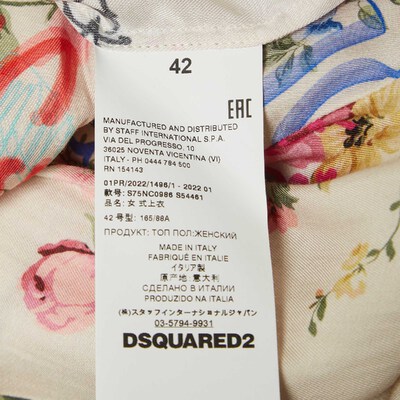 42
EAC
MANUFACTURED AND DISTRIBUTED
BY STAFF INTERNATIONAL S.P.A.
VIA DEL PROGRESSO, 10
36025 NOVENTA VICENTINA (VI)
ITALY - PH 0444 784 500
RN 154143
01PR/2022/1486/1 - 2022 01
款号: S75NC0986 S54461
品名: 女式上衣
42 号型: 165/88A
ПРОДУКТ: ТОП ПОЛ:ЖЕНСКИЙ
MADE IN ITALY
FABRIQUÉ EN ITALIE
イタリア製
原产地: 意大利
СДЕЛАНО В ИТАЛИИ
PRODUZIDO NA ITALIA
(株)スタッフインターナショナルジャパン
03-5794-9931
DSQUARED2